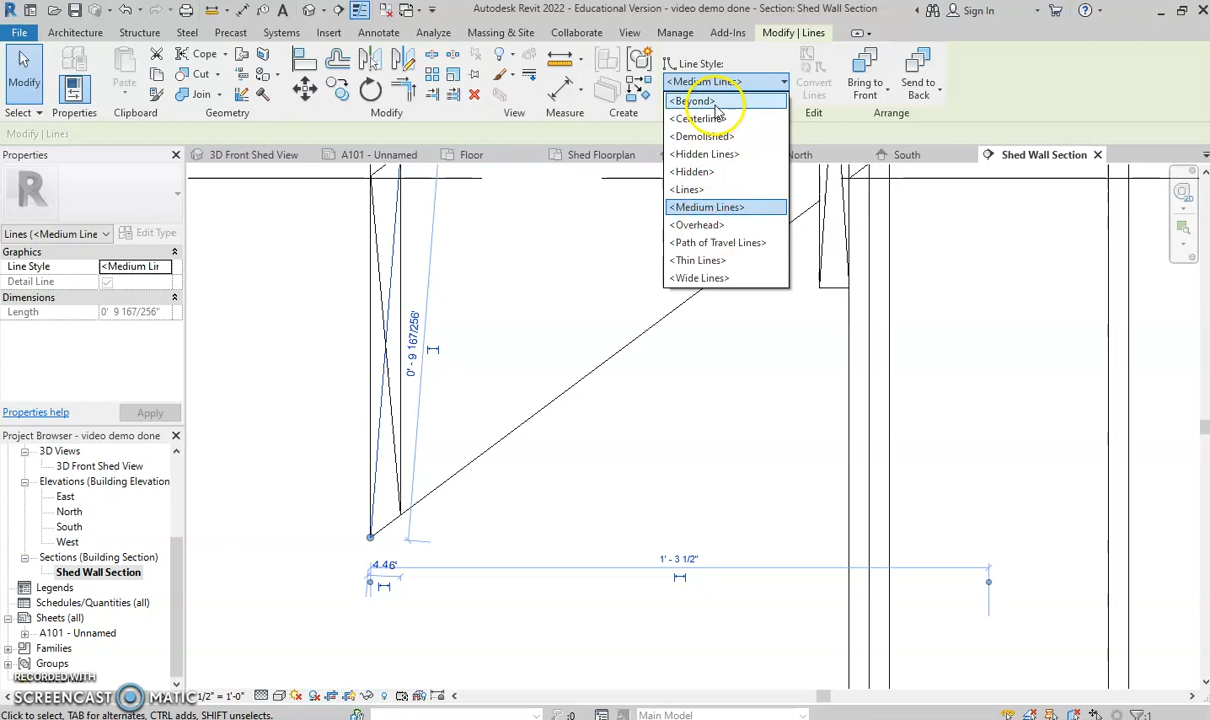 Autodesk Revit 2022 - Educational Version - video demo done - Section: Shed Wall Section
Sign In
File Architecture Structure Steel Precast Systems Insert Annotate Analyze Massing & Site Collaborate View Manage Add-Ins Modify | Lines
Modify
Cope
Cut
Join
Line Style:
<Medium Lines>
Convert Lines
Bring to Front
Send to Back
Select Properties Clipboard Geometry Modify View Measure Create Edit Arrange
Modify | Lines
Properties
3D Front Shed View A101 - Unnamed Floor Shed Floorplan North South Shed Wall Section
<Beyond>
<Centerline>
<Demolished>
<Hidden Lines>
<Hidden>
<Lines>
<Medium Lines>
<Overhead>
<Path of Travel Lines>
<Thin Lines>
<Wide Lines>
Lines (<Medium Line Edit Type
Graphics
Line Style <Medium Lir
Detail Line
Dimensions
Length 0' 9 167/256"
Properties help Apply
Project Browser - video demo done
3D Views
3D Front Shed View
Elevations (Building Elevation
East
North
South
West
Sections (Building Section)
Shed Wall Section
Legends
Schedules/Quantities (all)
Sheets (all)
A101 - Unnamed
Families
Groups
0' - 9 167/256"
4.46°
1' - 3 1/2"
RECORDED WITH
SCREENCAST MATIC
1/2" = 1'-0"
Click to select, TAB for alternates, CTRL adds, SHIFT unselects.
:0
Main Model
:1